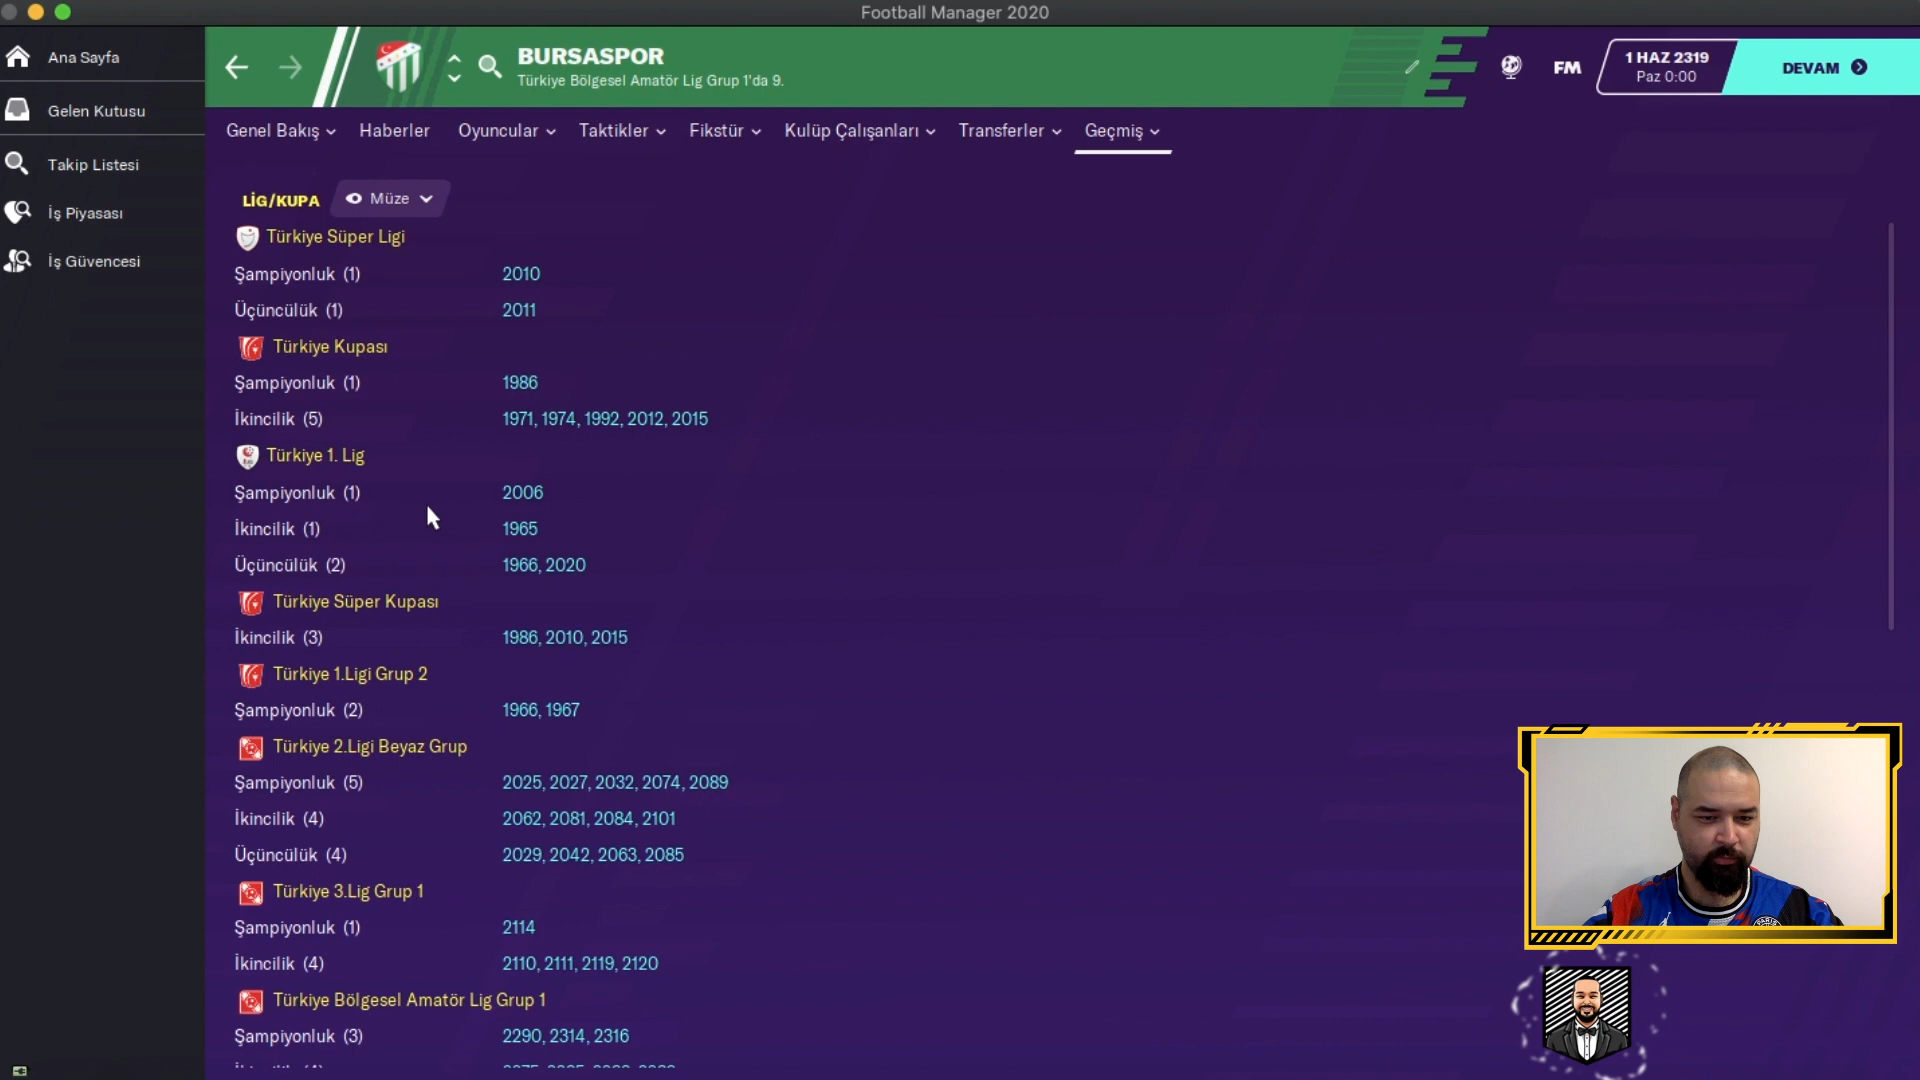 Football Manager 2020
Ana Sayfa
Gelen Kutusu
Takip Listesi
İş Piyasası
İş Güvencesi
BURSASPOR
Türkiye Bölgesel Amatör Lig Grup 1'da 9.
FM
1 HAZ 2319
Paz 0:00
DEVAM
Genel Bakış Haberler Oyuncular Taktikler Fikstür Kulüp Çalışanları Transferler Geçmiş
LİG/KUPA Müze
Türkiye Süper Ligi
Şampiyonluk (1) 2010
Üçüncülük (1) 2011
Türkiye Kupası
Şampiyonluk (1) 1986
İkincilik (5) 1971, 1974, 1992, 2012, 2015
Türkiye 1. Lig
Şampiyonluk (1) 2006
İkincilik (1) 1965
Üçüncülük (2) 1966, 2020
Türkiye Süper Kupası
İkincilik (3) 1986, 2010, 2015
Türkiye 1.Ligi Grup 2
Şampiyonluk (2) 1966, 1967
Türkiye 2.Ligi Beyaz Grup
Şampiyonluk (5) 2025, 2027, 2032, 2074, 2089
İkincilik (4) 2062, 2081, 2084, 2101
Üçüncülük (4) 2029, 2042, 2063, 2085
Türkiye 3.Lig Grup 1
Şampiyonluk (1) 2114
İkincilik (4) 2110, 2111, 2119, 2120
Türkiye Bölgesel Amatör Lig Grup 1
Şampiyonluk (3) 2290, 2314, 2316
PARIS